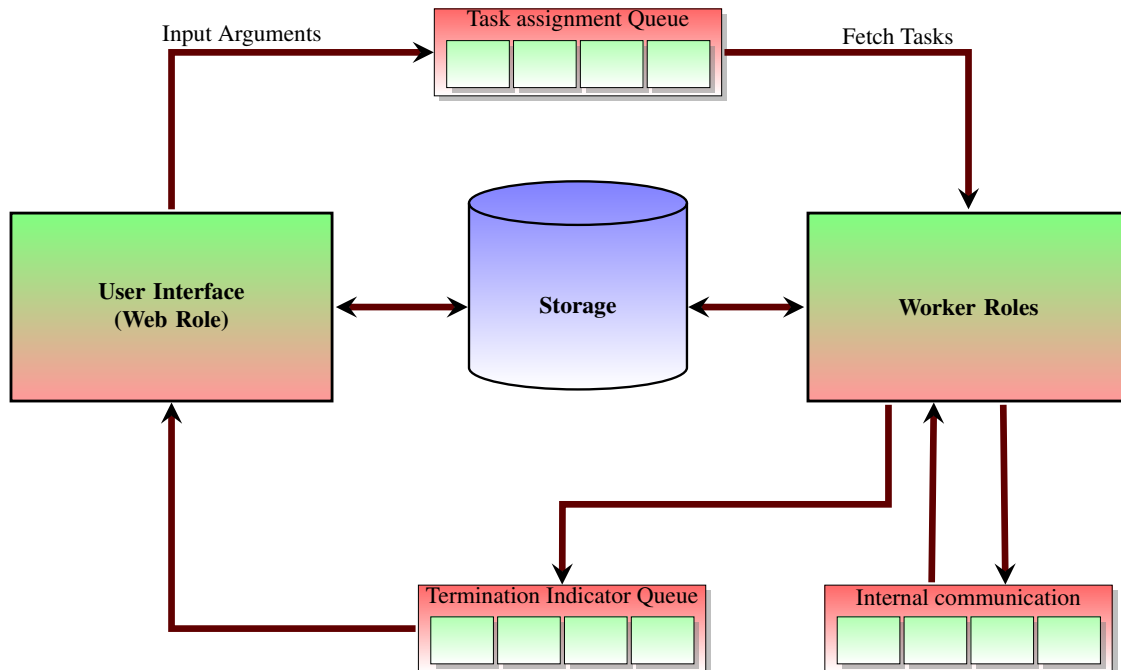 Task assignment Queue
Input Arguments
Fetch Tasks
User Interface
(Web Role)
Storage
Worker Roles
Termination Indicator Queue
Internal communication